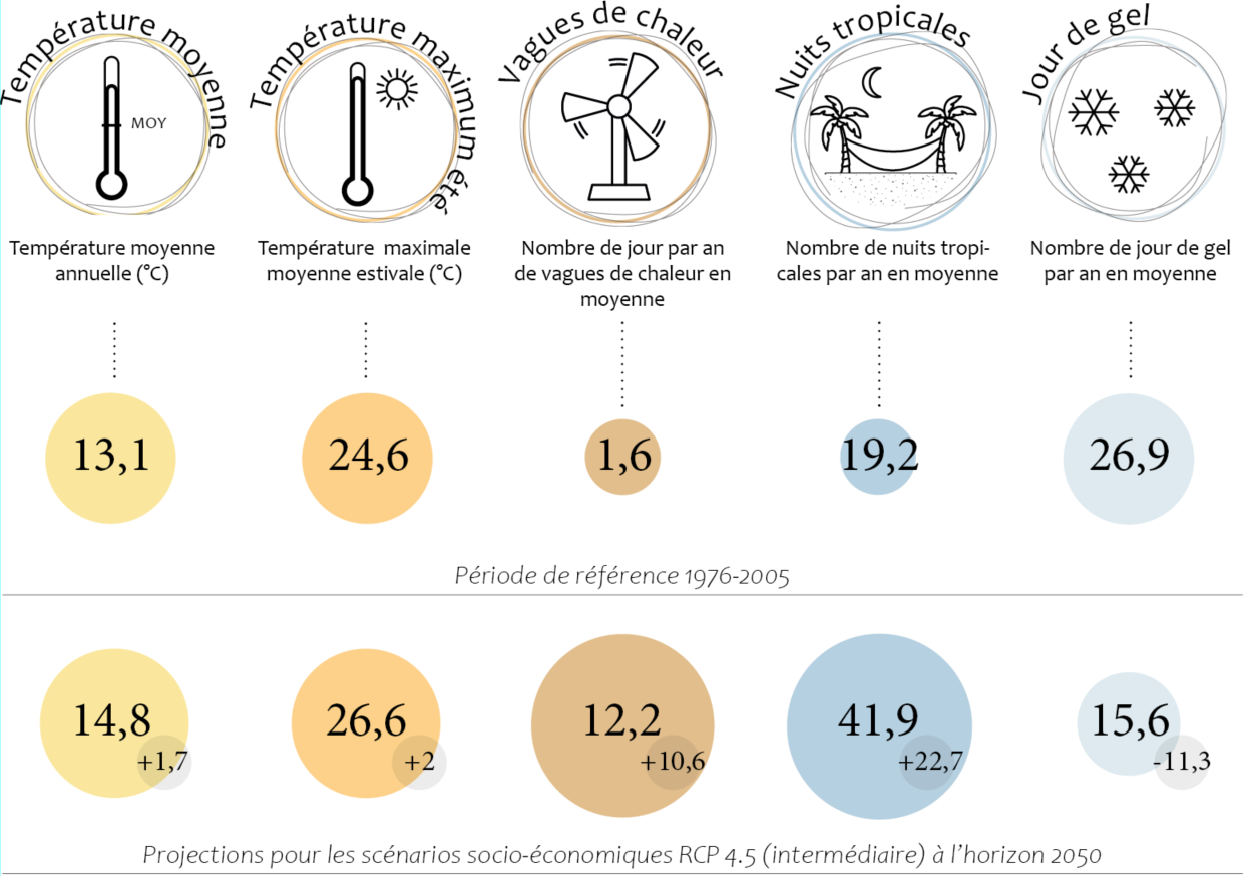 Température moyenne
Température maximum été
Vagues de chaleur
Nuits tropicales
Jour de gel
MOY
Température moyenne
annuelle (°C)
Température maximale
moyenne estivale (°C)
Nombre de jour par an
de vagues de chaleur en
moyenne
Nombre de nuits tropi-
cales par an en moyenne
Nombre de jour de gel
par an en moyenne
13,1
24,6
1,6
19,2
26,9
Période de référence 1976-2005
14,8
+1,7
26,6
+2
12,2
+10,6
41,9
+22,7
15,6
-11,3
Projections pour les scénarios socio-économiques RCP 4.5 (intermédiaire) à l'horizon 2050